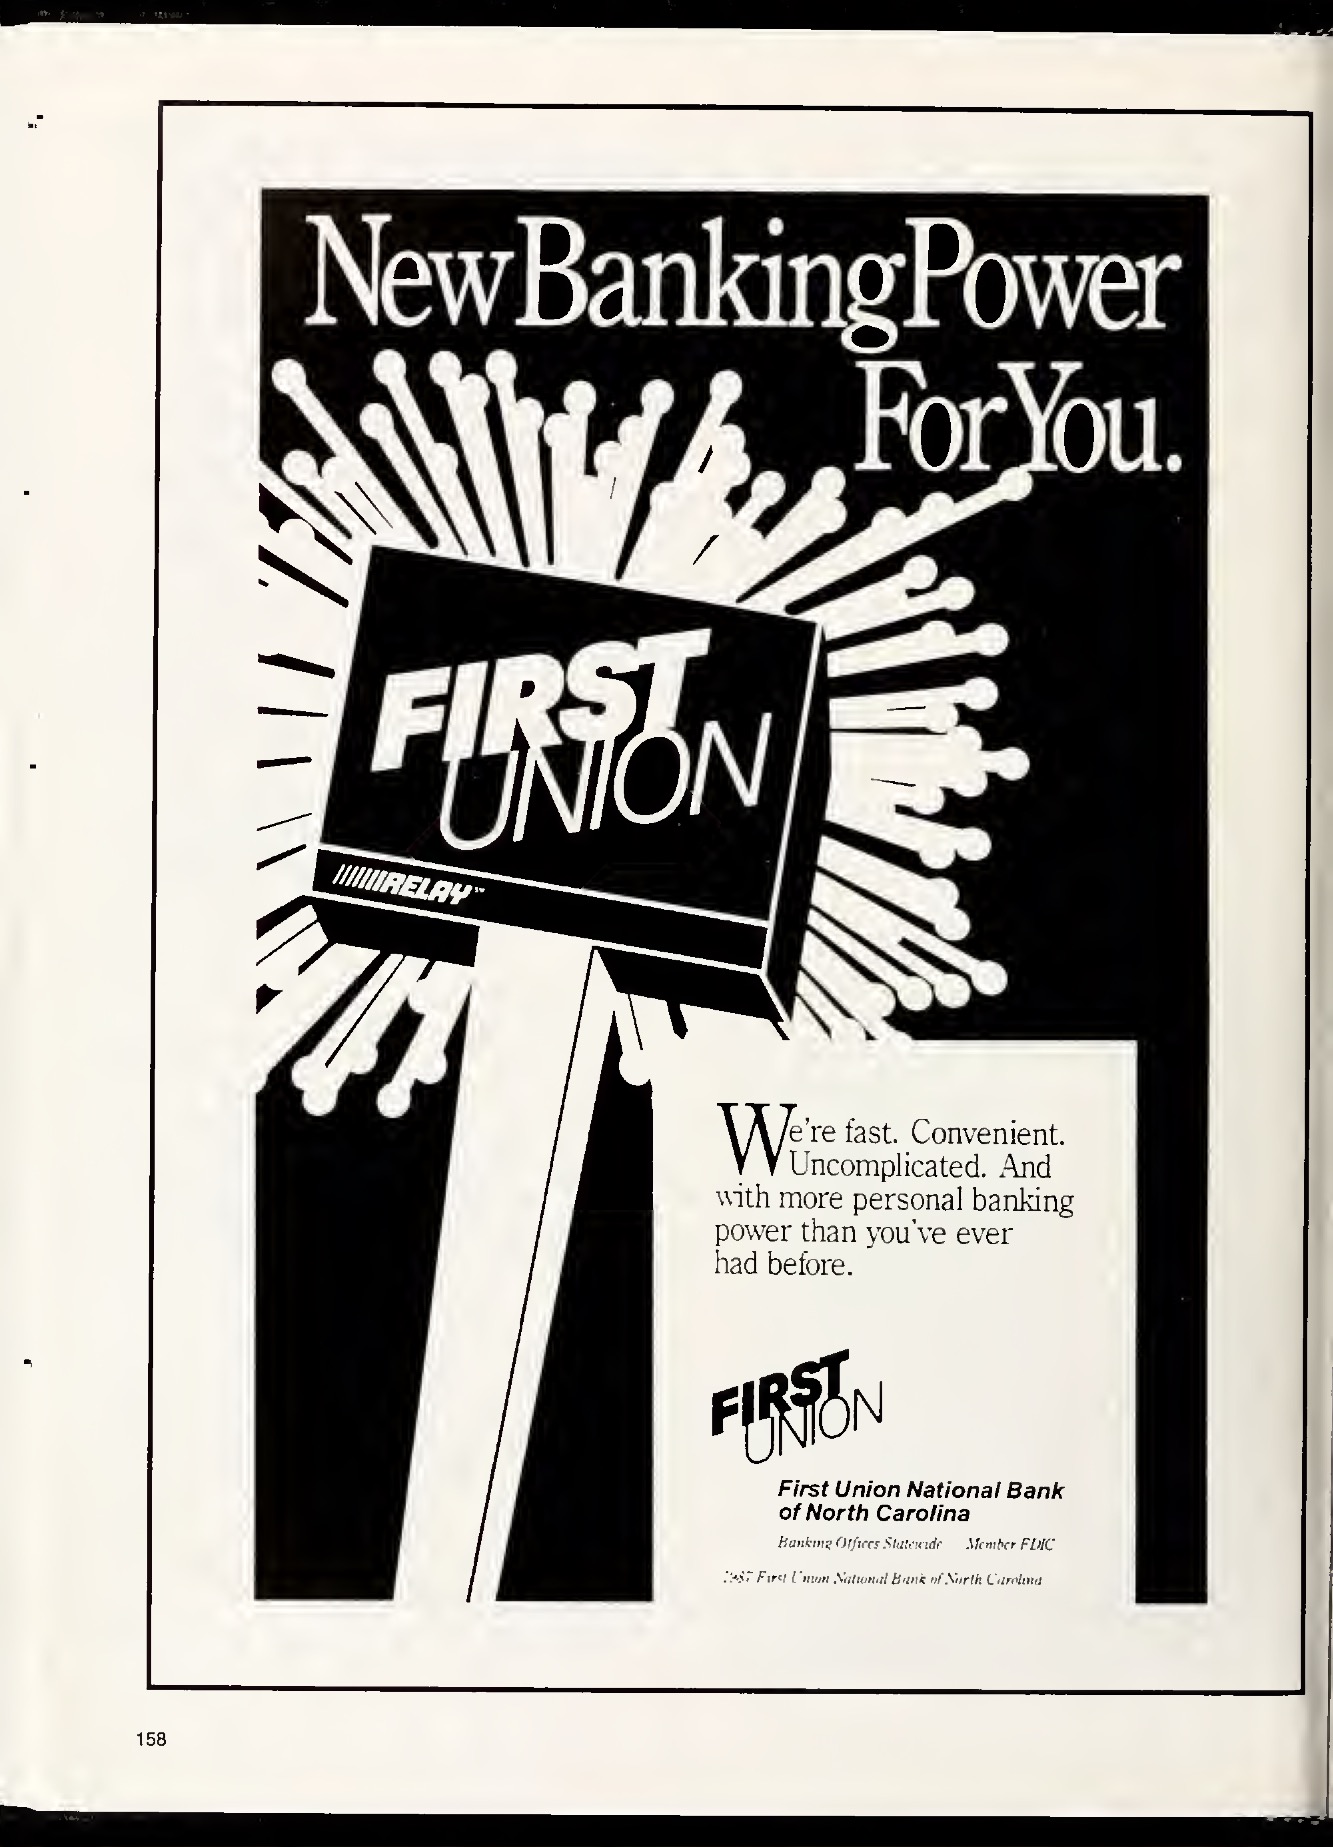 New Banking Power
For You.
FIRST
UNION
RELAY™
We're fast. Convenient.
Uncomplicated. And
with more personal banking
power than you've ever
had before.
FIRST
UNION
First Union National Bank
of North Carolina
Banking Offices Statewide Member FDIC
1987 First Union National Bank of North Carolina
158